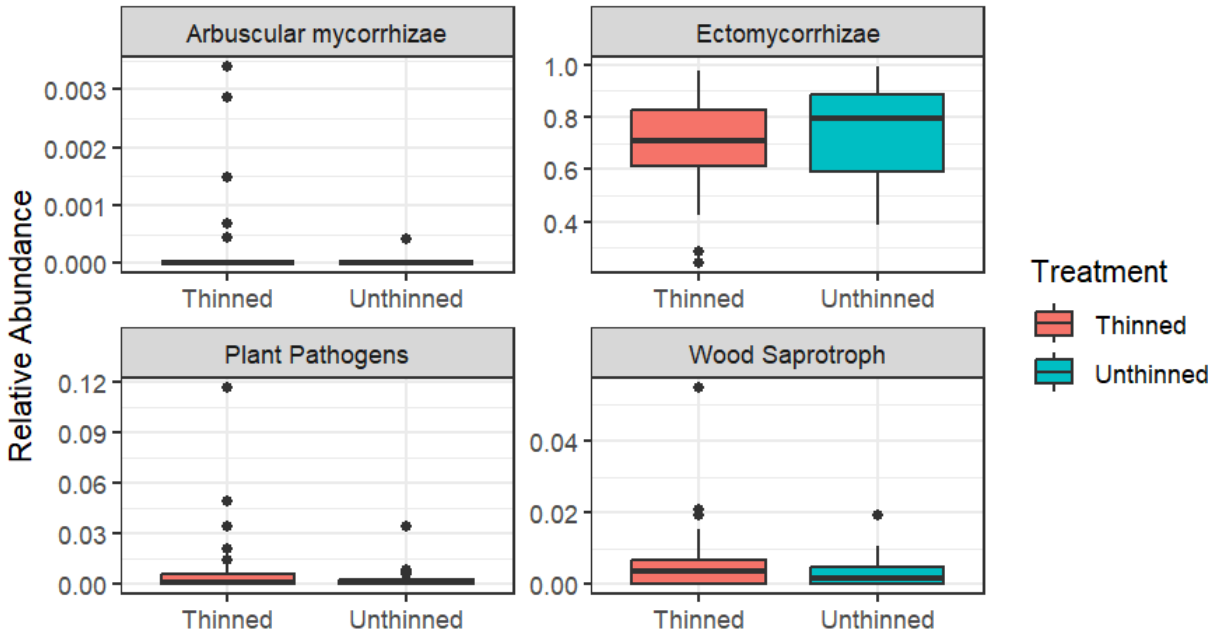 Arbuscular mycorrhizae
Ectomycorrhizae
Relative Abundance
0.003
0.002
0.001
0.000
1.0
0.8
0.6
0.4
Thinned
Unthinned
Thinned
Unthinned
Plant Pathogens
Wood Saprotroph
0.12
0.09
0.06
0.03
0.00
0.04
0.02
0.00
Thinned
Unthinned
Thinned
Unthinned
Treatment
Thinned
Unthinned